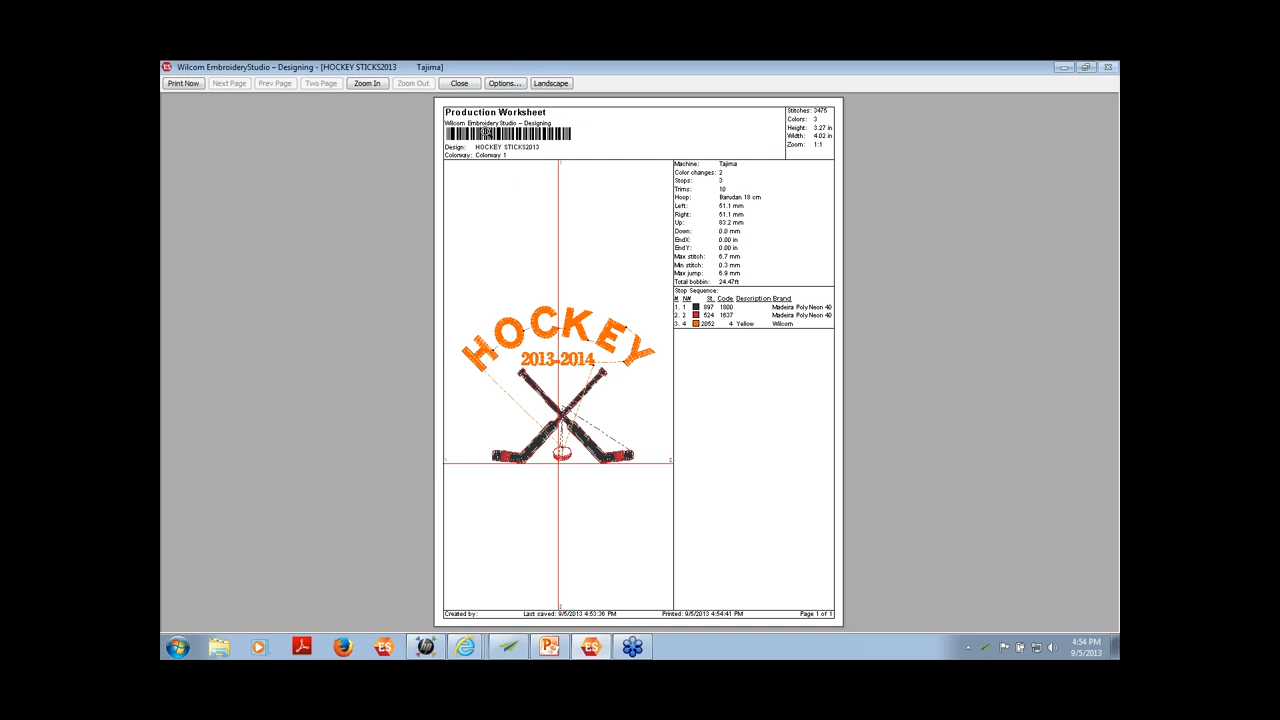 Wilcom EmbroideryStudio – Designing - [HOCKEY STICKS2013 Tajima]
Print Now Next Page Prev Page Two Page Zoom In Zoom Out Close Options... Landscape
Production Worksheet
Wilcom EmbroideryStudio – Designing
Design: HOCKEY STICKS2013
Colorway: Colorway 1
Stitches: 3475
Colors: 3
Height: 3.27 in
Width: 4.02 in
Zoom: 1:1
Machine: Tajima
Color changes: 2
Stops: 3
Trims: 10
Hoop: Barudan 18 cm
Left: 51.1 mm
Right: 51.1 mm
Up: 83.2 mm
Down: 0.0 mm
EndX: 0.00 in
EndY: 0.00 in
Max stitch: 6.7 mm
Min stitch: 0.3 mm
Max jump: 6.9 mm
Total bobbin: 24.47ft
Stop Sequence:
# N# St. Code Description Brand
1. 1 897 1800 Madeira Poly Neon 40
2. 2 524 1637 Madeira Poly Neon 40
3. 4 2052 4 Yellow Wilcom
HOCKEY
2013-2014
Created by: Last saved: 9/5/2013 4:53:36 PM Printed: 9/5/2013 4:54:41 PM Page 1 of 1
4:54 PM
9/5/2013